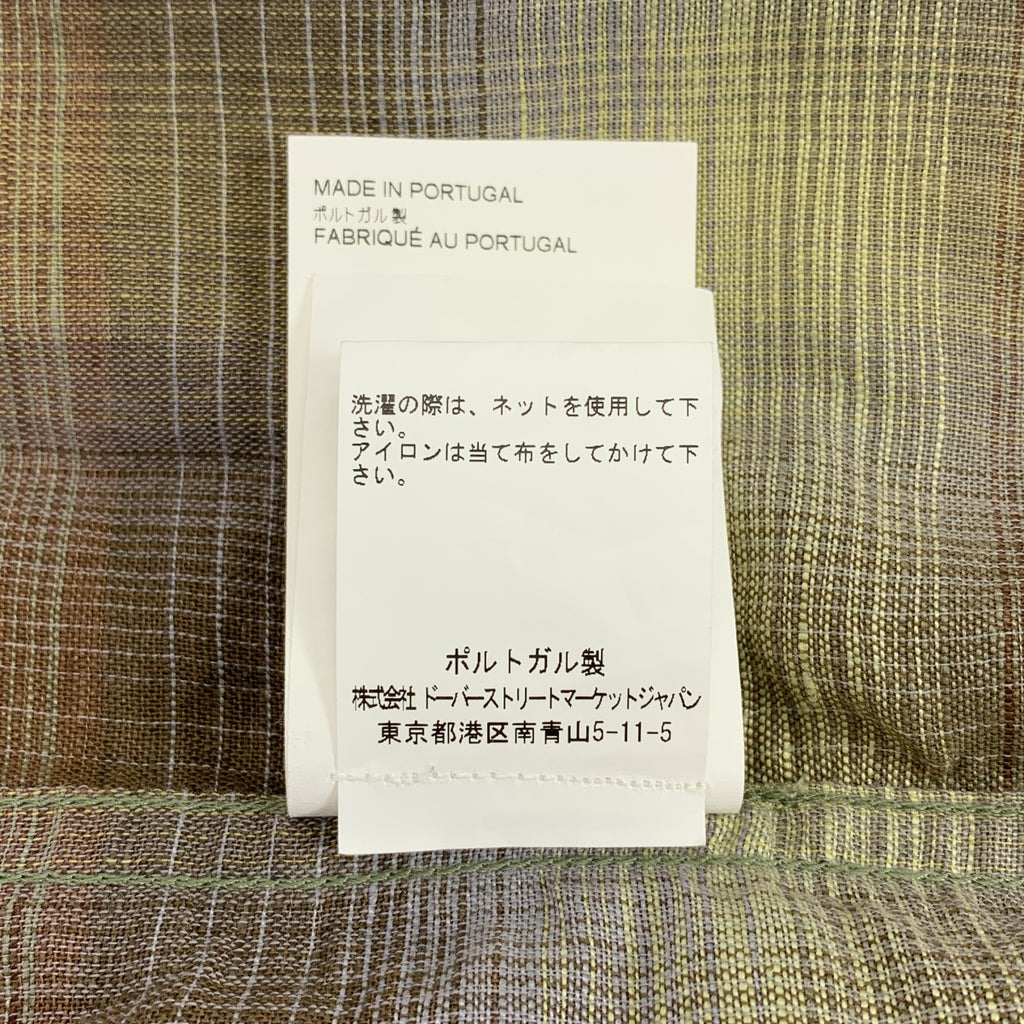 MADE IN PORTUGAL
ポルトガル製
FABRIQUÉ AU PORTUGAL
洗濯の際は、ネットを使用して下
さい。
アイロンは当て布をしてかけて下
さい。
ポルトガル製
株式会社 ドーバーストリートマーケットジャパン
東京都港区南青山5-11-5